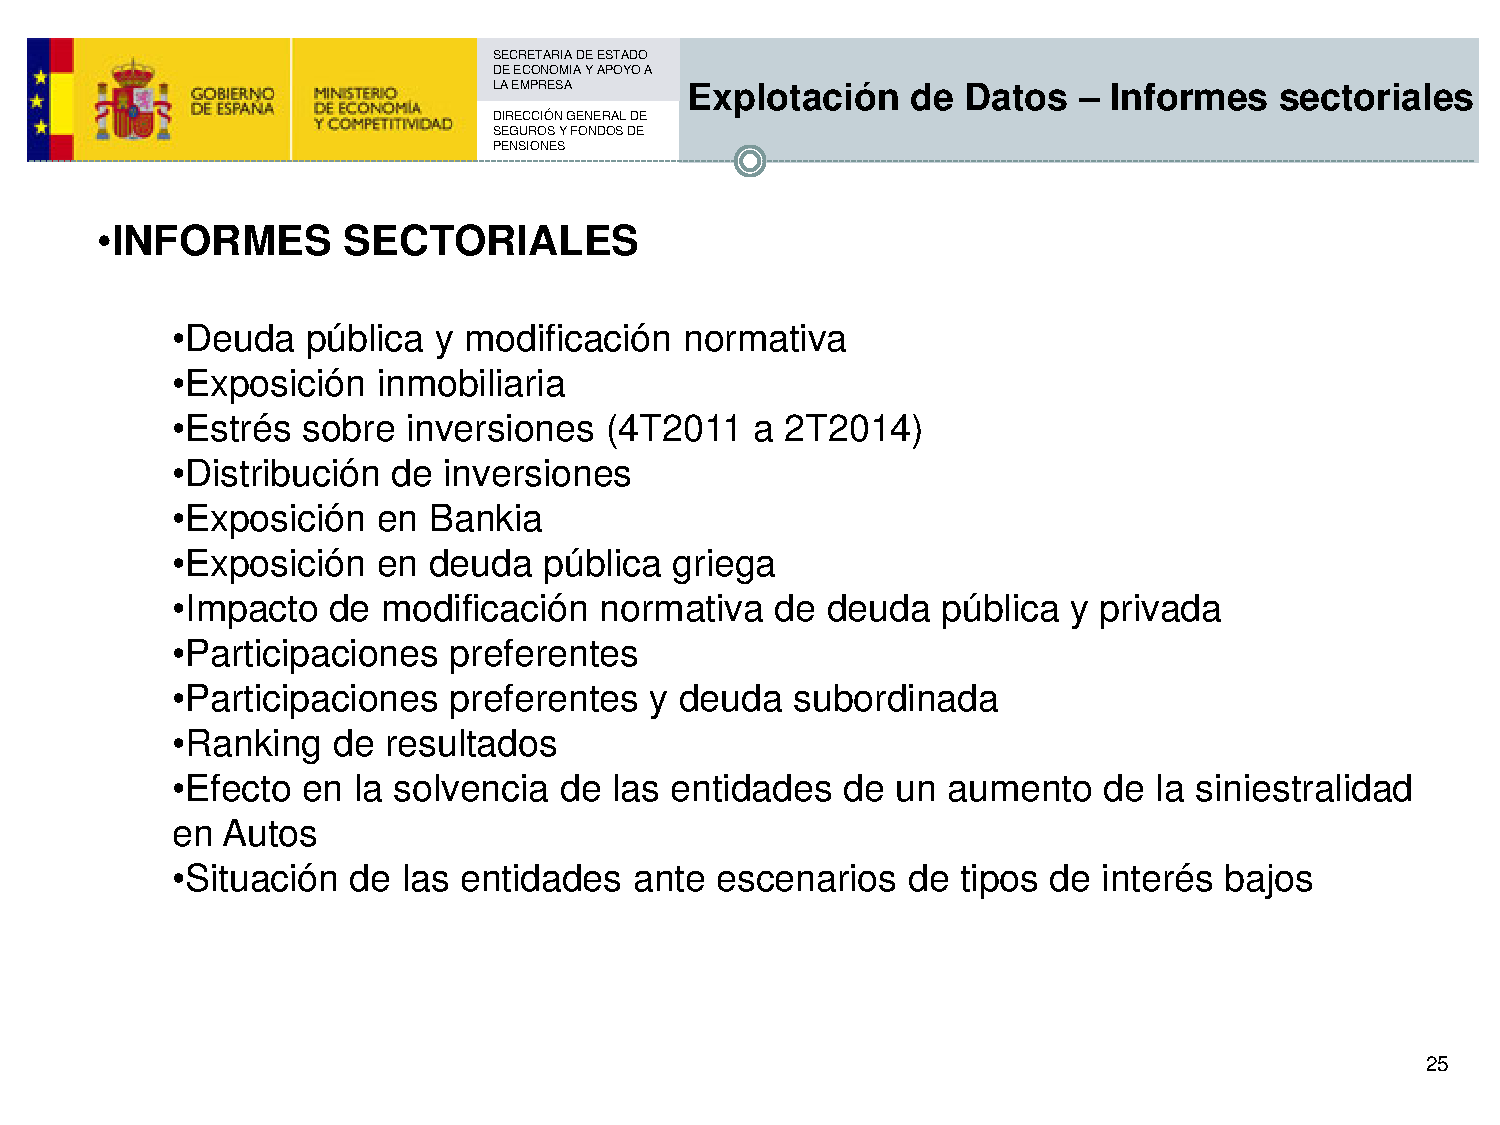 GOBIERNO
DE ESPAÑA
MINISTERIO
DE ECONOMÍA
Y COMPETITIVIDAD
SECRETARIA DE ESTADO
DE ECONOMIA Y APOYO A
LA EMPRESA
DIRECCIÓN GENERAL DE
SEGUROS Y FONDOS DE
PENSIONES
Explotación de Datos – Informes sectoriales
•INFORMES SECTORIALES
•Deuda pública y modificación normativa
•Exposición inmobiliaria
•Estrés sobre inversiones (4T2011 a 2T2014)
•Distribución de inversiones
•Exposición en Bankia
•Exposición en deuda pública griega
•Impacto de modificación normativa de deuda pública y privada
•Participaciones preferentes
•Participaciones preferentes y deuda subordinada
•Ranking de resultados
•Efecto en la solvencia de las entidades de un aumento de la siniestralidad
en Autos
•Situación de las entidades ante escenarios de tipos de interés bajos
25